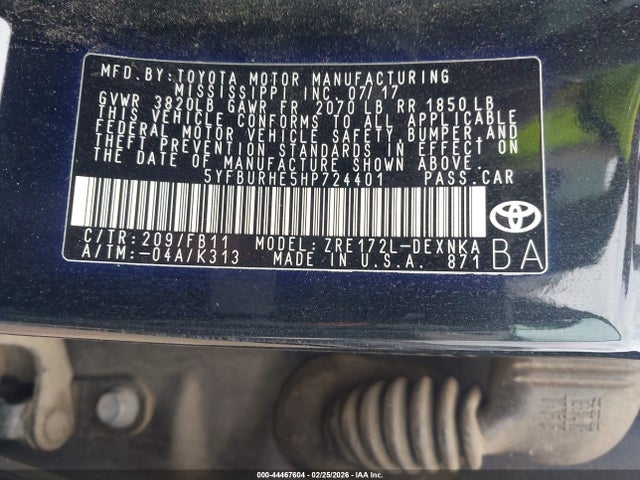 MFD.BY:TOYOTA MOTOR MANUFACTURING
MISSISSIPPI, INC. 07/17
GVWR 3820LB GAWR FR 2070 LB RR 1850 LB
THIS VEHICLE CONFORMS TO ALL APPLICABLE
FEDERAL MOTOR VEHICLE SAFETY, BUMPER, AND
THEFT PREVENTION STANDARDS IN EFFECT ON
THE DATE OF MANUFACTURE SHOWN ABOVE.
5YFBURHE5HP724401 PASS.CAR
C/TR:209/FB11 MODEL:ZRE172L-DEXNKA
A/TM:-04A/K313 MADE IN U.S.A. 871
BA
000-44467604 - 02/25/2026 - IAA Inc.